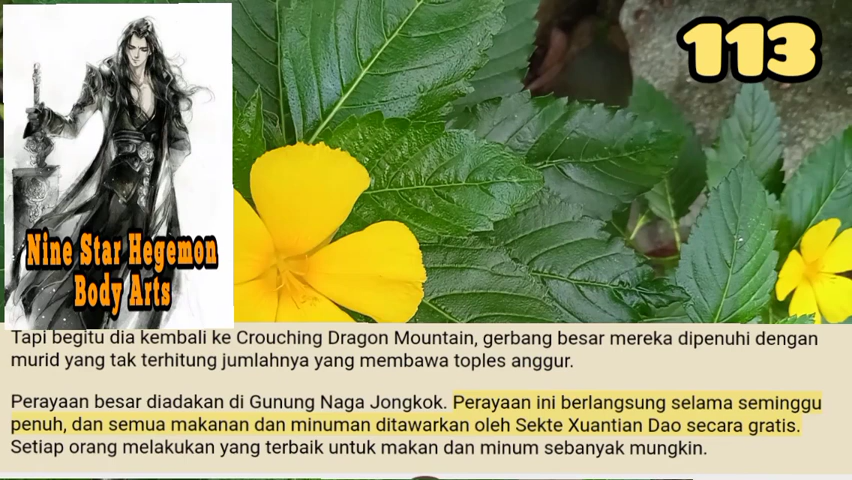 113
Nine Star Hegemon
Body Arts
Tapi begitu dia kembali ke Crouching Dragon Mountain, gerbang besar mereka dipenuhi dengan
murid yang tak terhitung jumlahnya yang membawa toples anggur.
Perayaan besar diadakan di Gunung Naga Jongkok. Perayaan ini berlangsung selama seminggu
penuh, dan semua makanan dan minuman ditawarkan oleh Sekte Xuantian Dao secara gratis.
Setiap orang melakukan yang terbaik untuk makan dan minum sebanyak mungkin.